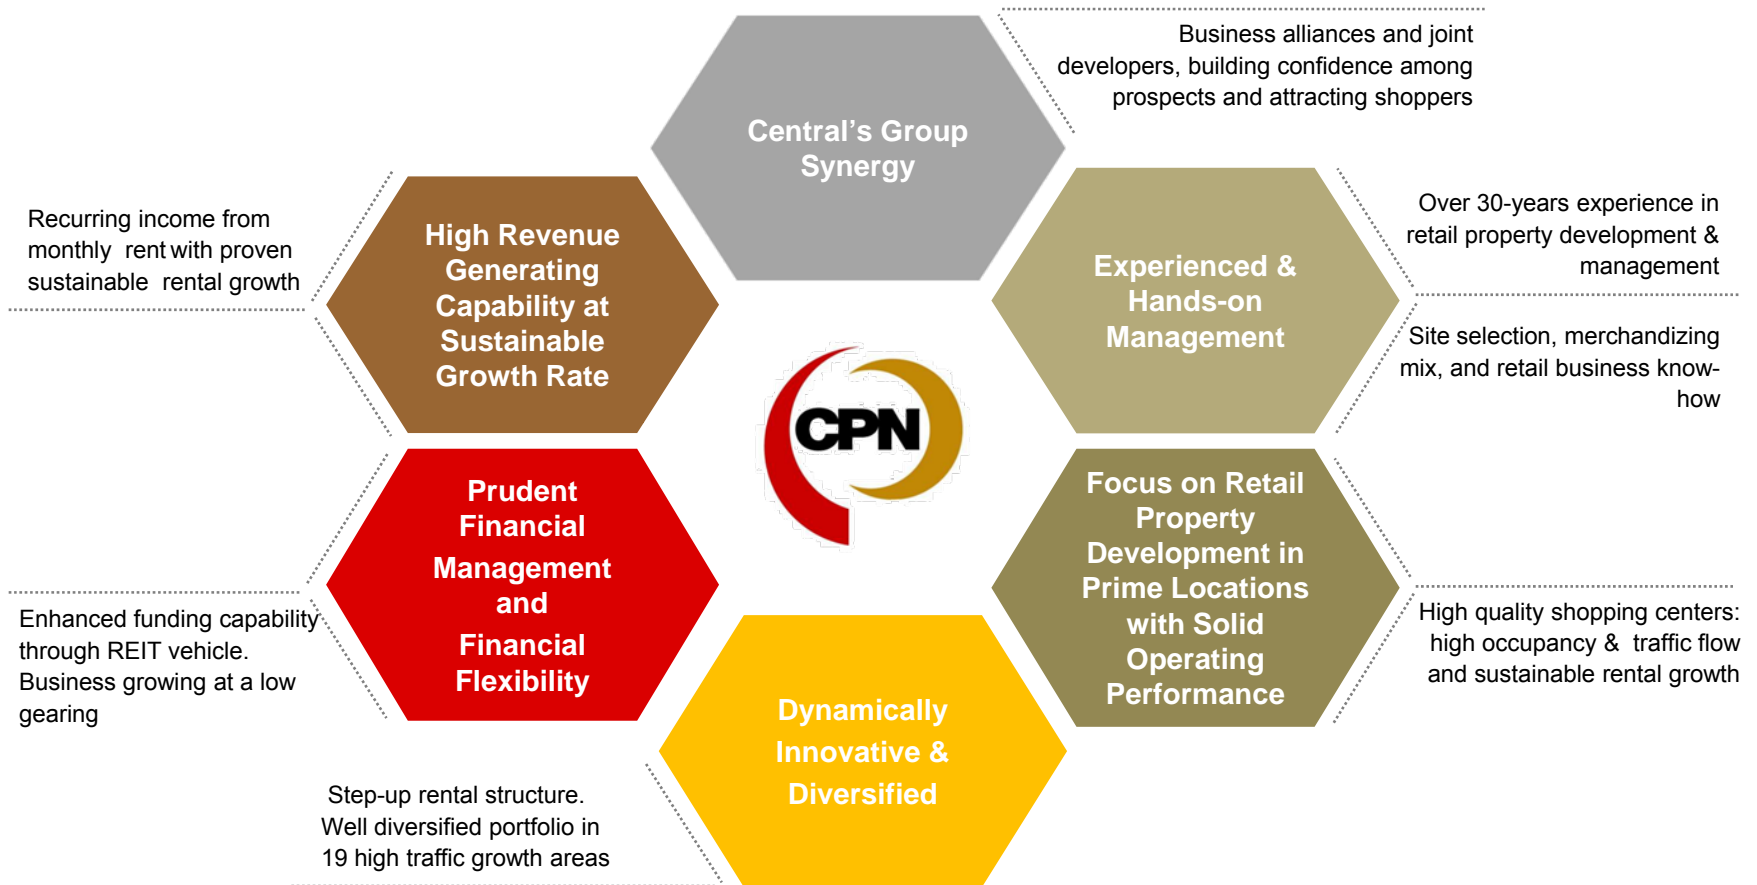 Business alliances and joint
developers, building confidence among
prospects and attracting shoppers
Central's Group
Synergy
Recurring income from
monthly rent with proven
sustainable rental growth
High Revenue
Generating
Capability at
Sustainable
Growth Rate
Experienced &
Hands-on
Management
Over 30-years experience in
retail property development &
management
Site selection, merchandizing
mix, and retail business know-
how
CPN
Prudent
Financial
Management
and
Financial
Flexibility
Focus on Retail
Property
Development in
Prime Locations
with Solid
Operating
Performance
Enhanced funding capability
through REIT vehicle.
Business growing at a low
gearing
High quality shopping centers:
high occupancy & traffic flow
and sustainable rental growth
Dynamically
Innovative &
Diversified
Step-up rental structure.
Well diversified portfolio in
19 high traffic growth areas